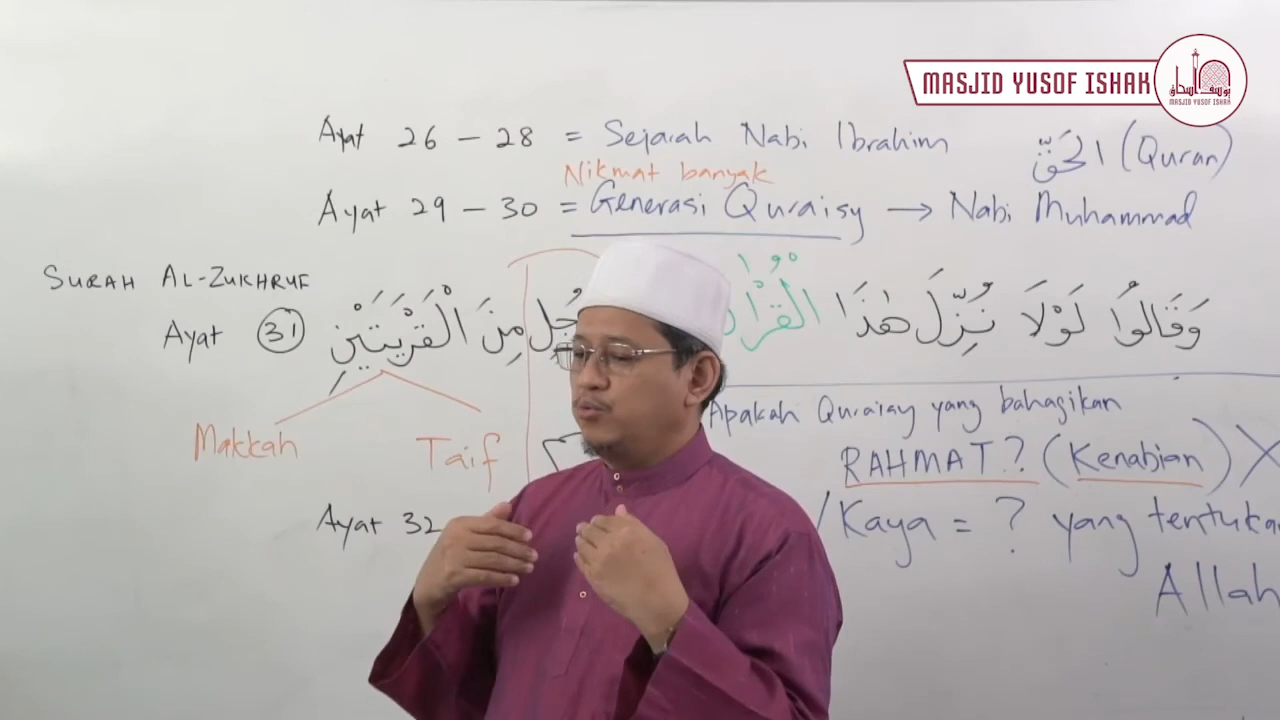 MASJID YUSOF ISHAK
MASJID YUSOF ISHAK
Ayat 26 – 28 = Sejarah Nabi Ibrahim
الحَقّ (Quran)
Nikmat banyak
Ayat 29 – 30 = Generasi Quraisy → Nabi Muhammad
SURAH AL-ZUKHRUF
Ayat 31
وَقَالُوا لَوْلَا نُزِّلَ هٰذَا الْقُرْآن
مِنَ الْقَرْيَتَيْنِ
Makkah Taif
Apakah Quraisy yang bahagikan
RAHMAT? (Kenabian) X
Ayat 32
/Kaya = ? yang tentuka
Allah